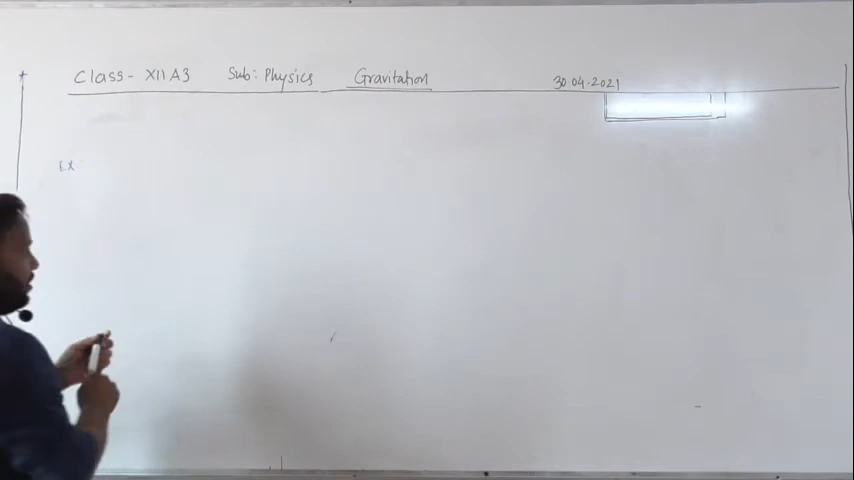 Class- XII A3 Sub: Physics Gravitation 30.04.2021
Ex